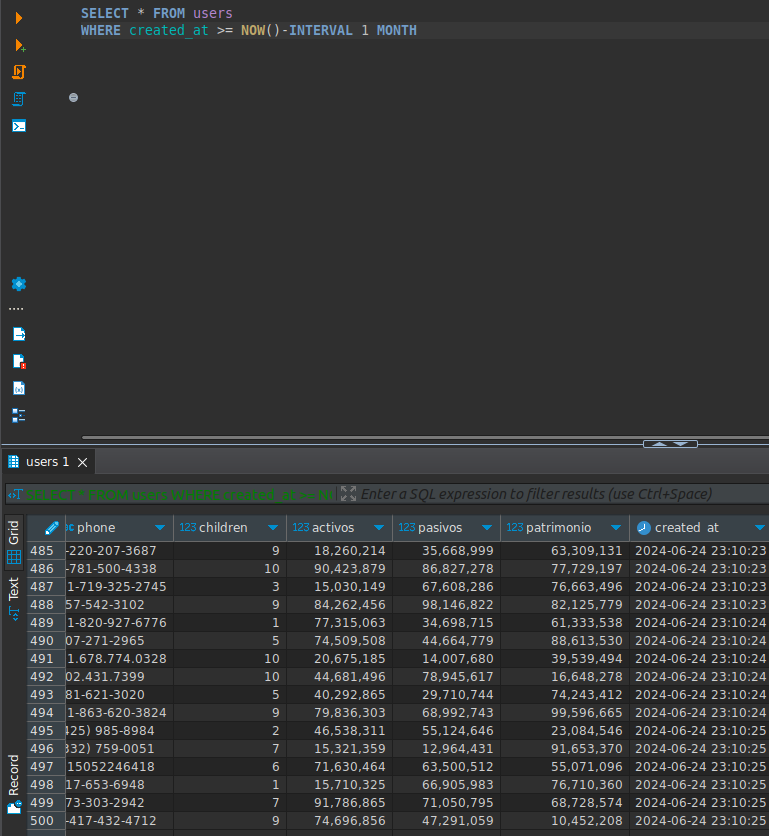 SELECT * FROM users
WHERE created_at >= NOW()-INTERVAL 1 MONTH
users 1
SELECT * FROM users WHERE created_at >= NO
Enter a SQL expression to filter results (use Ctrl+Space)
Grid
Text
Record
phone 123 children 123 activos 123 pasivos 123 patrimonio created_at
485 -220-207-3687 9 18,260,214 35,668,999 63,309,131 2024-06-24 23:10:23
486 -781-500-4338 10 90,423,879 86,827,278 77,729,197 2024-06-24 23:10:23
487 1-719-325-2745 3 15,030,149 67,608,286 76,663,496 2024-06-24 23:10:23
488 57-542-3102 9 84,262,456 98,146,822 82,125,779 2024-06-24 23:10:23
489 1-820-927-6776 1 77,315,063 34,698,715 61,333,538 2024-06-24 23:10:24
490 07-271-2965 5 74,509,508 44,664,779 88,613,530 2024-06-24 23:10:24
491 1.678.774.0328 10 20,675,185 14,007,680 39,539,494 2024-06-24 23:10:24
492 02.431.7399 10 44,681,496 78,945,617 16,648,278 2024-06-24 23:10:24
493 81-621-3020 5 40,292,865 29,710,744 74,243,412 2024-06-24 23:10:24
494 1-863-620-3824 9 79,836,303 68,992,743 99,596,665 2024-06-24 23:10:24
495 425) 985-8984 2 46,538,311 55,124,646 23,084,546 2024-06-24 23:10:25
496 332) 759-0051 7 15,321,359 12,964,431 91,653,370 2024-06-24 23:10:25
497 15052246418 6 71,630,464 63,500,512 55,071,096 2024-06-24 23:10:25
498 17-653-6948 1 15,710,325 66,905,983 76,710,360 2024-06-24 23:10:25
499 73-303-2942 7 91,786,865 71,050,795 68,728,574 2024-06-24 23:10:25
500 -417-432-4712 9 74,696,856 47,291,059 10,452,208 2024-06-24 23:10:25